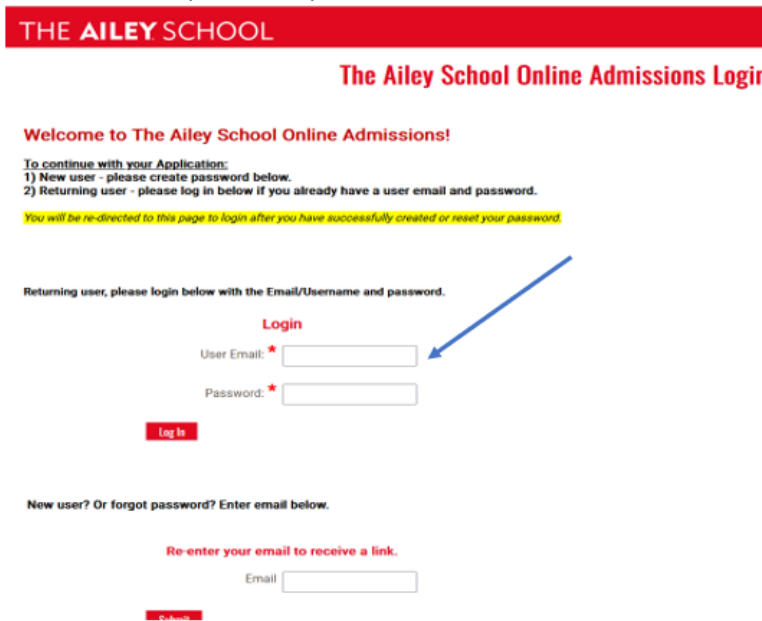 THE AILEY SCHOOL
The Ailey School Online Admissions Login
Welcome to The Ailey School Online Admissions!
To continue with your Application:
1) New user - please create password below.
2) Returning user - please log in below if you already have a user email and password.
You will be re-directed to this page to login after you have successfully created or reset your password.
Returning user, please login below with the Email/Username and password.
Login
User Email: *
Password: *
Log In
New user? Or forgot password? Enter email below.
Re-enter your email to receive a link.
Email
Submit